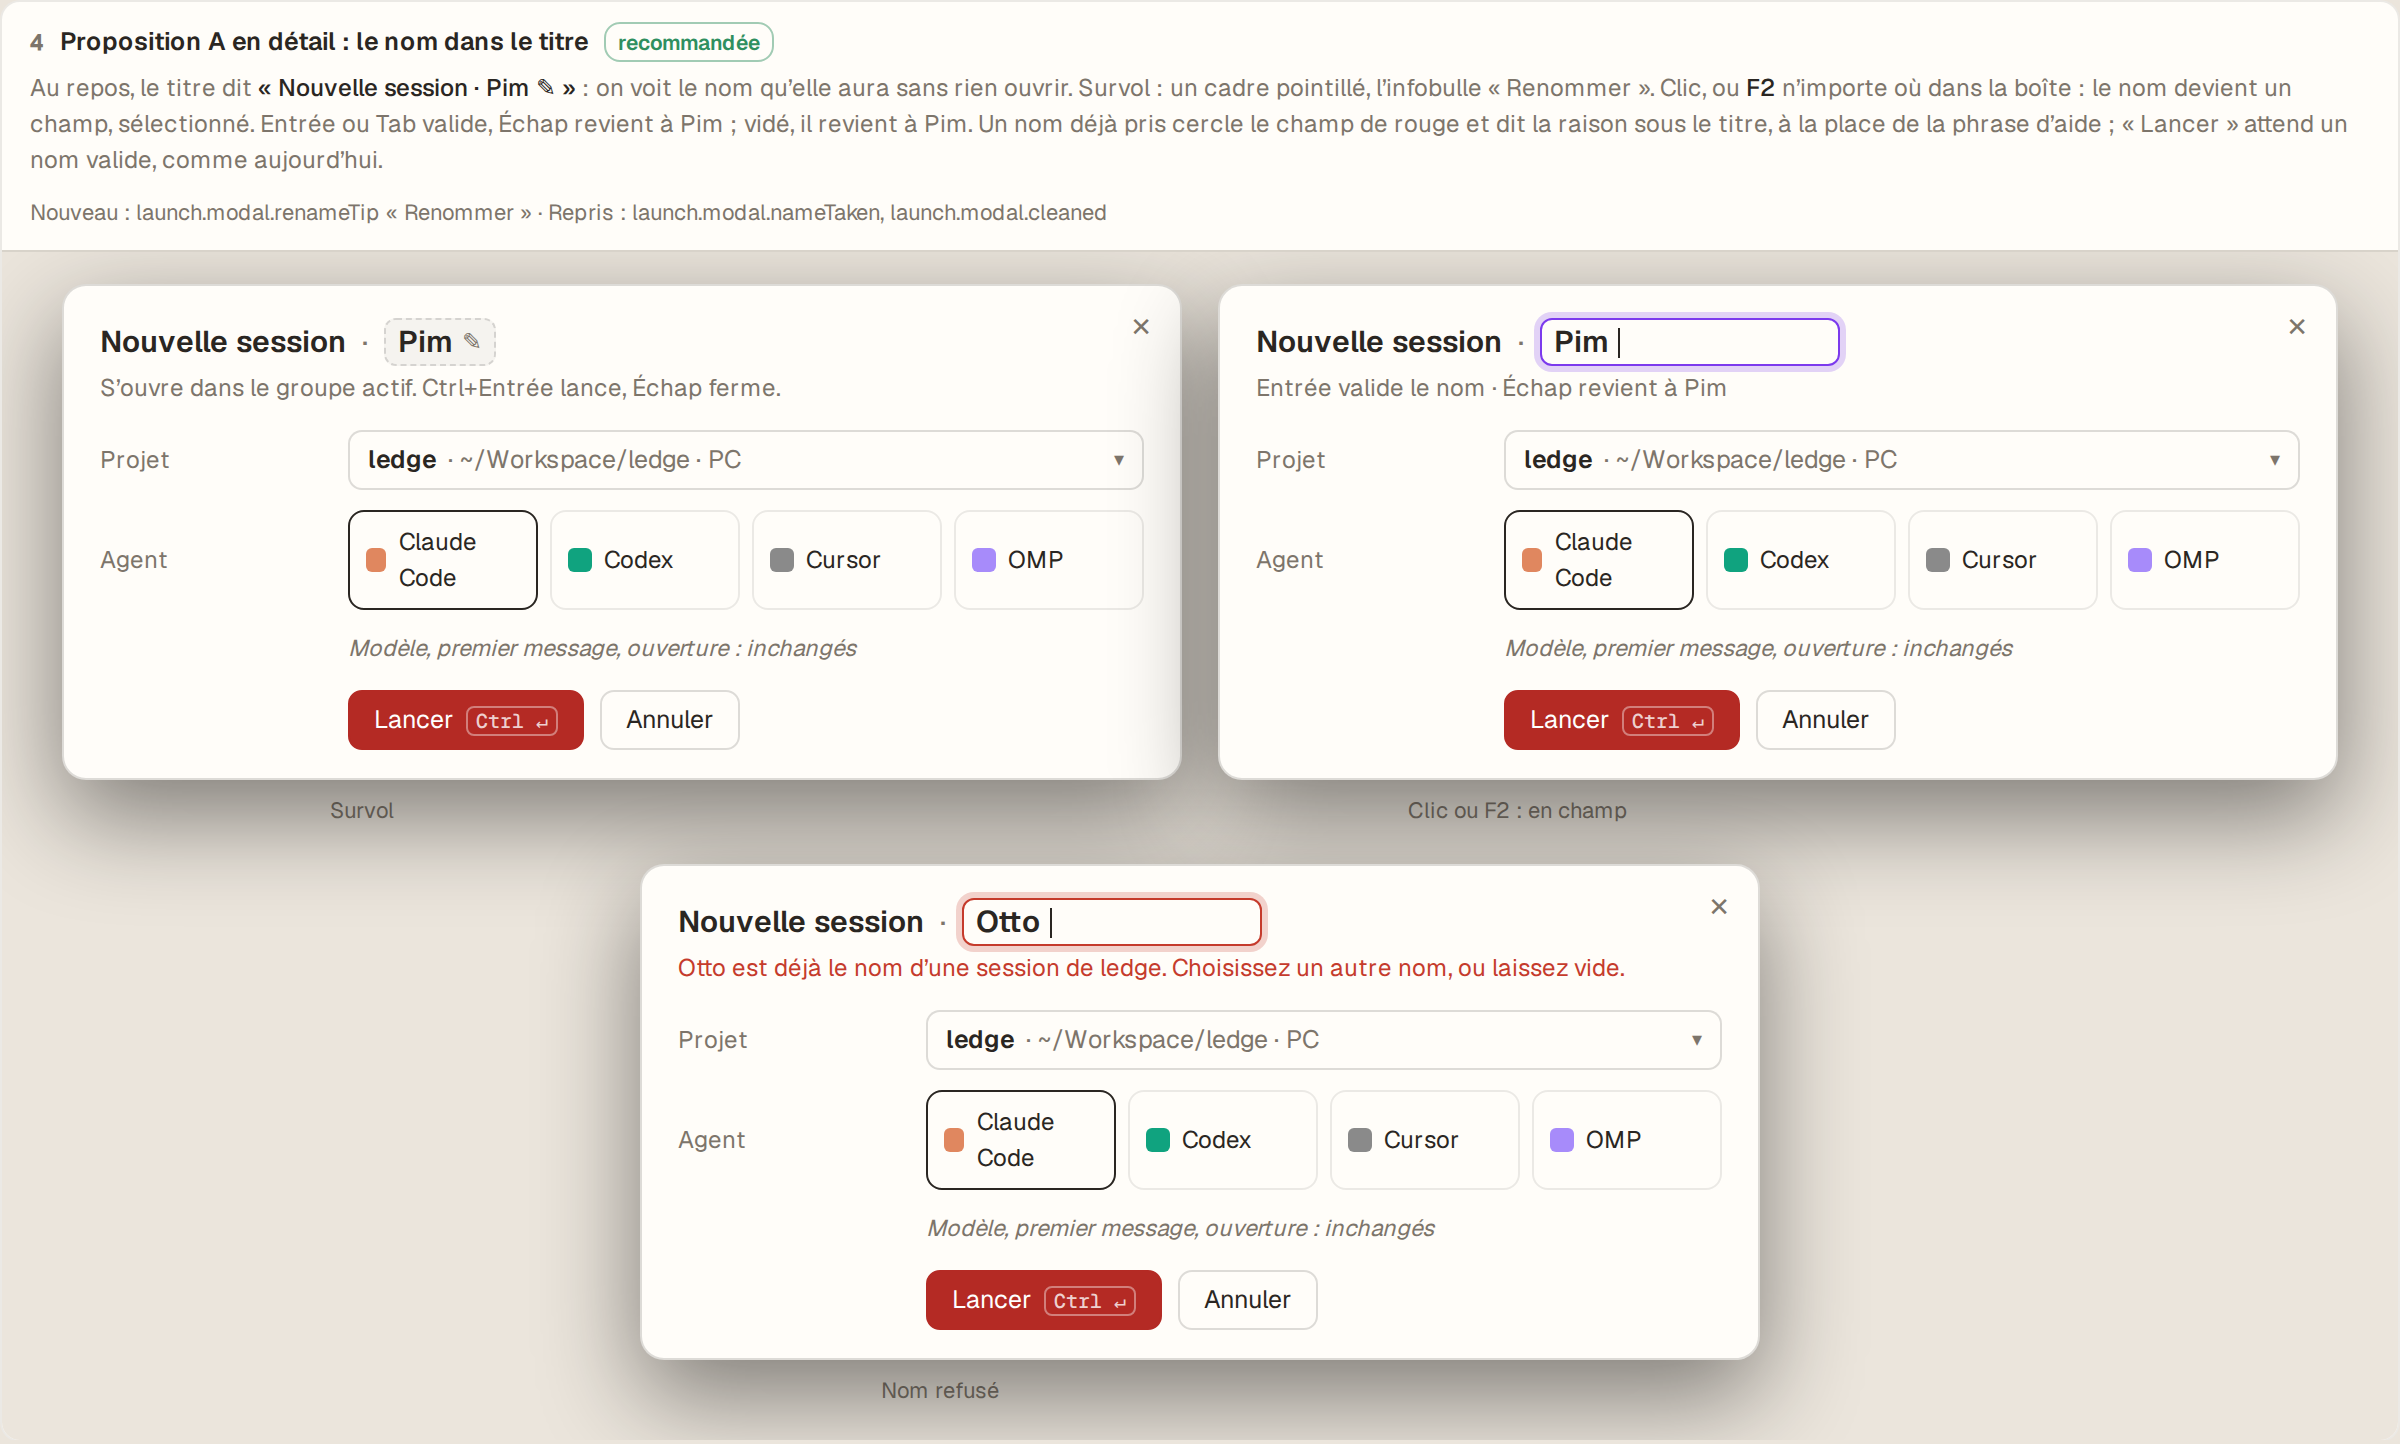 4 Proposition A en détail : le nom dans le titre recommandée
Au repos, le titre dit « Nouvelle session · Pim ✎ » : on voit le nom qu’elle aura sans rien ouvrir. Survol : un cadre pointillé, l’infobulle « Renommer ». Clic, ou F2 n’importe où dans la boîte : le nom devient un
champ, sélectionné. Entrée ou Tab valide, Échap revient à Pim ; vidé, il revient à Pim. Un nom déjà pris cercle le champ de rouge et dit la raison sous le titre, à la place de la phrase d’aide ; « Lancer » attend un
nom valide, comme aujourd’hui.
Nouveau : launch.modal.renameTip « Renommer » · Repris : launch.modal.nameTaken, launch.modal.cleaned
Nouvelle session · Pim ✎ ✕
S’ouvre dans le groupe actif. Ctrl+Entrée lance, Échap ferme.
Projet
ledge · ~/Workspace/ledge · PC ▾
Agent
Claude
Code
Codex
Cursor
OMP
Modèle, premier message, ouverture : inchangés
Lancer Ctrl ↵
Annuler
Survol
Nouvelle session · Pim ✕
Entrée valide le nom · Échap revient à Pim
Projet
ledge · ~/Workspace/ledge · PC ▾
Agent
Claude
Code
Codex
Cursor
OMP
Modèle, premier message, ouverture : inchangés
Lancer Ctrl ↵
Annuler
Clic ou F2 : en champ
Nouvelle session · Otto ✕
Otto est déjà le nom d’une session de ledge. Choisissez un autre nom, ou laissez vide.
Projet
ledge · ~/Workspace/ledge · PC ▾
Agent
Claude
Code
Codex
Cursor
OMP
Modèle, premier message, ouverture : inchangés
Lancer Ctrl ↵
Annuler
Nom refusé